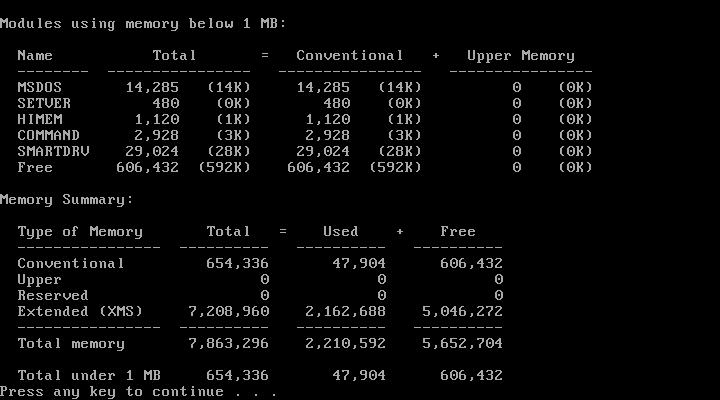 Modules using memory below 1 MB:
Name Total = Conventional + Upper Memory
-------- ---------------- ---------------- ----------------
MSDOS 14,285 (14K) 14,285 (14K) 0 (0K)
SETVER 480 (0K) 480 (0K) 0 (0K)
HIMEM 1,120 (1K) 1,120 (1K) 0 (0K)
COMMAND 2,928 (3K) 2,928 (3K) 0 (0K)
SMARTDRV 29,024 (28K) 29,024 (28K) 0 (0K)
Free 606,432 (592K) 606,432 (592K) 0 (0K)
Memory Summary:
Type of Memory Total = Used + Free
---------------- ---------- ---------- ----------
Conventional 654,336 47,904 606,432
Upper 0 0 0
Reserved 0 0 0
Extended (XMS) 7,208,960 2,162,688 5,046,272
---------------- ---------- ---------- ----------
Total memory 7,863,296 2,210,592 5,652,704
Total under 1 MB 654,336 47,904 606,432
Press any key to continue . . .